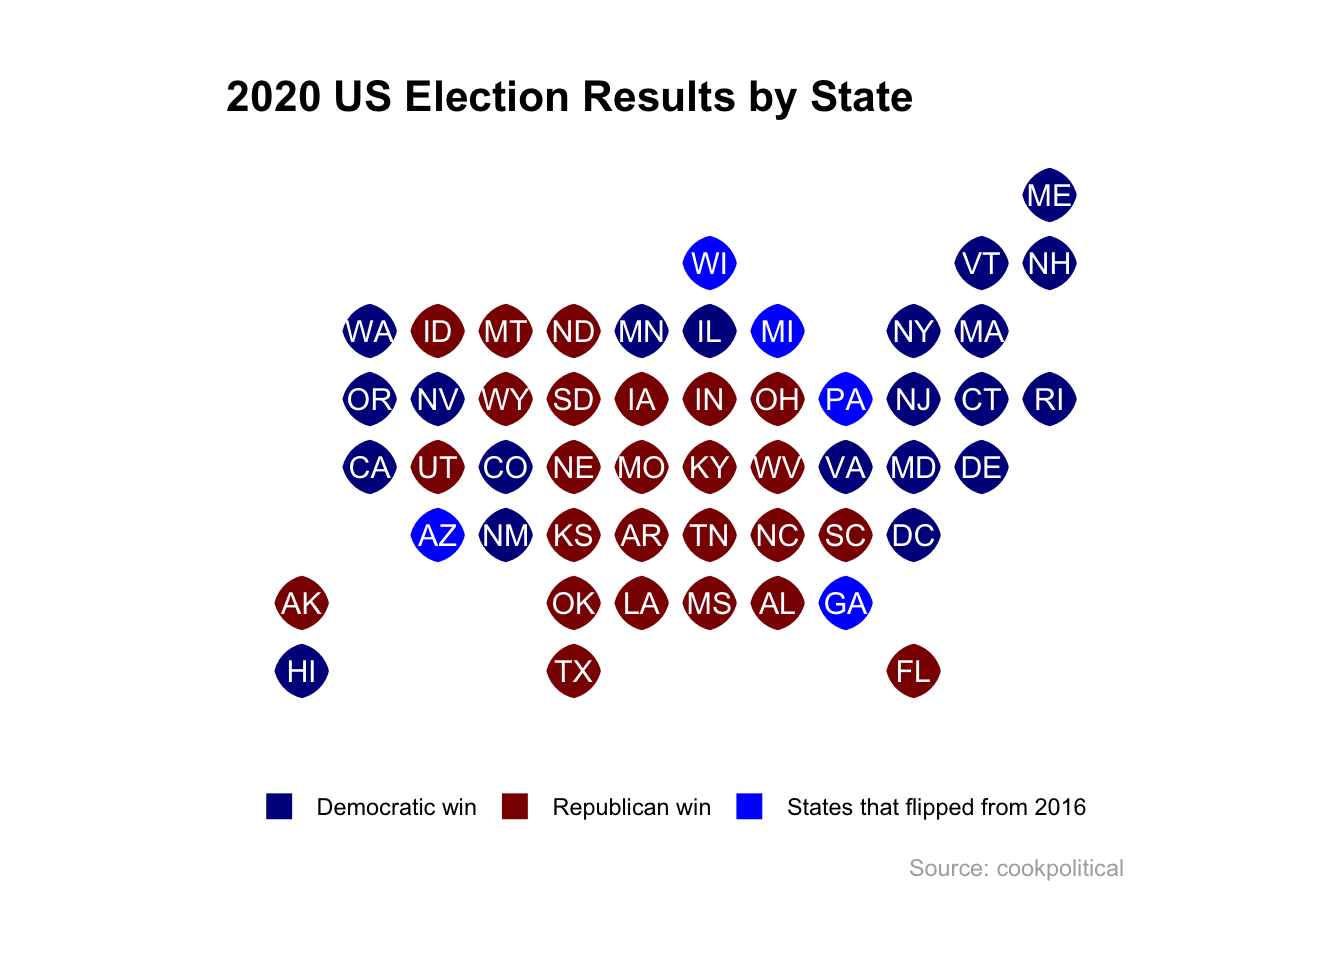 2020 US Election Results by State
ME
WI VT NH
WA ID MT ND MN IL MI NY MA
OR NV WY SD IA IN OH PA NJ CT RI
CA UT CO NE MO KY WV VA MD DE
AZ NM KS AR TN NC SC DC
AK OK LA MS AL GA
HI TX FL
Democratic win Republican win States that flipped from 2016
Source: cookpolitical